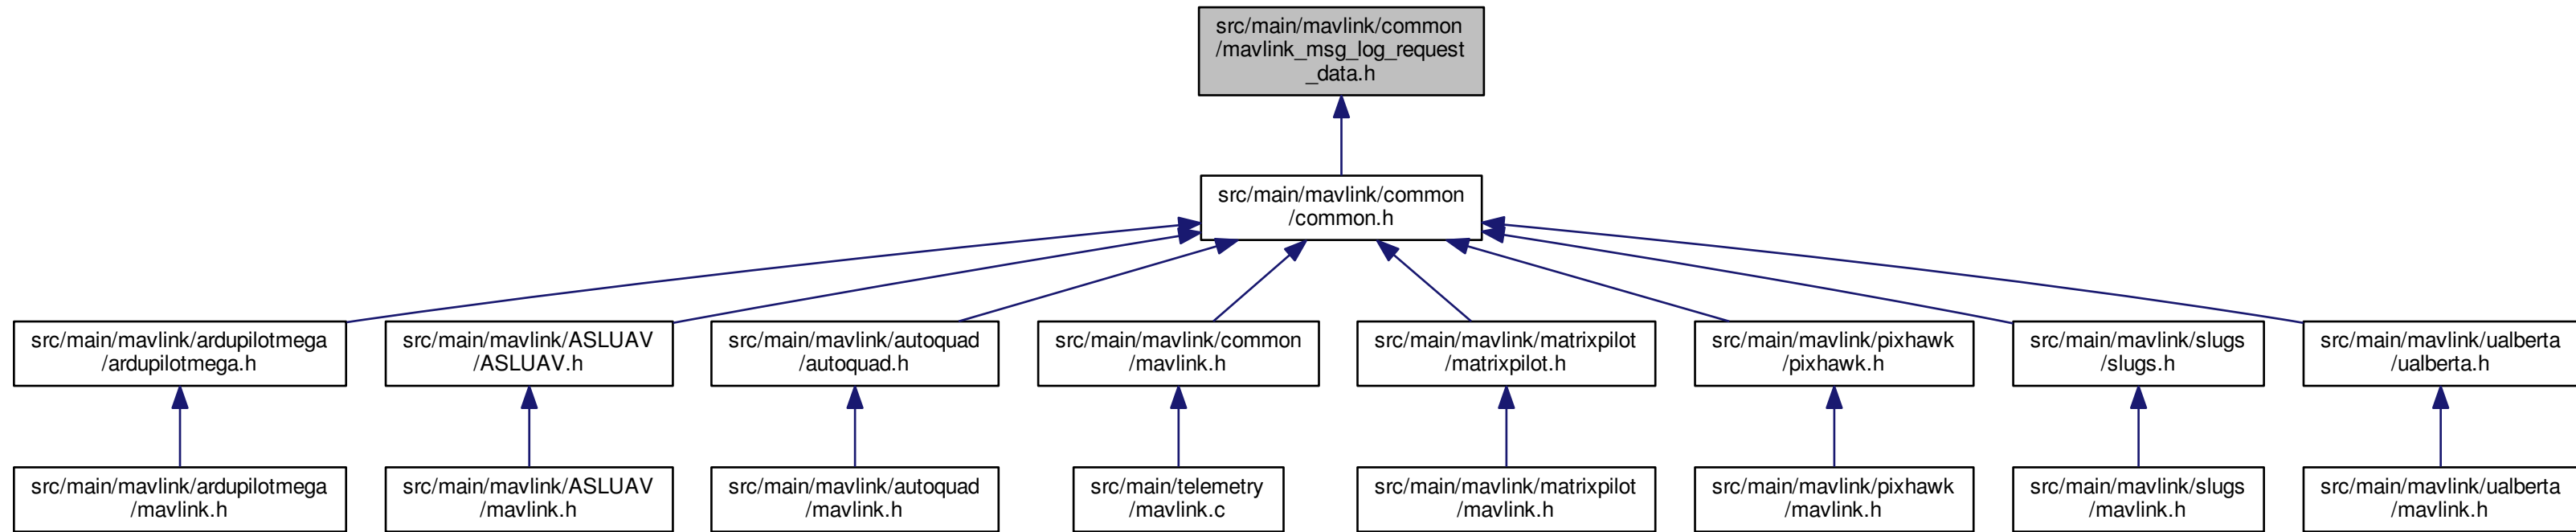 src/main/mavlink/common
/mavlink_msg_log_request
_data.h
src/main/mavlink/common
/common.h
src/main/mavlink/ardupilotmega
/ardupilotmega.h
src/main/mavlink/ASLUAV
/ASLUAV.h
src/main/mavlink/autoquad
/autoquad.h
src/main/mavlink/common
/mavlink.h
src/main/mavlink/matrixpilot
/matrixpilot.h
src/main/mavlink/pixhawk
/pixhawk.h
src/main/mavlink/slugs
/slugs.h
src/main/mavlink/ualberta
/ualberta.h
src/main/mavlink/ardupilotmega
/mavlink.h
src/main/mavlink/ASLUAV
/mavlink.h
src/main/mavlink/autoquad
/mavlink.h
src/main/telemetry
/mavlink.c
src/main/mavlink/matrixpilot
/mavlink.h
src/main/mavlink/pixhawk
/mavlink.h
src/main/mavlink/slugs
/mavlink.h
src/main/mavlink/ualberta
/mavlink.h